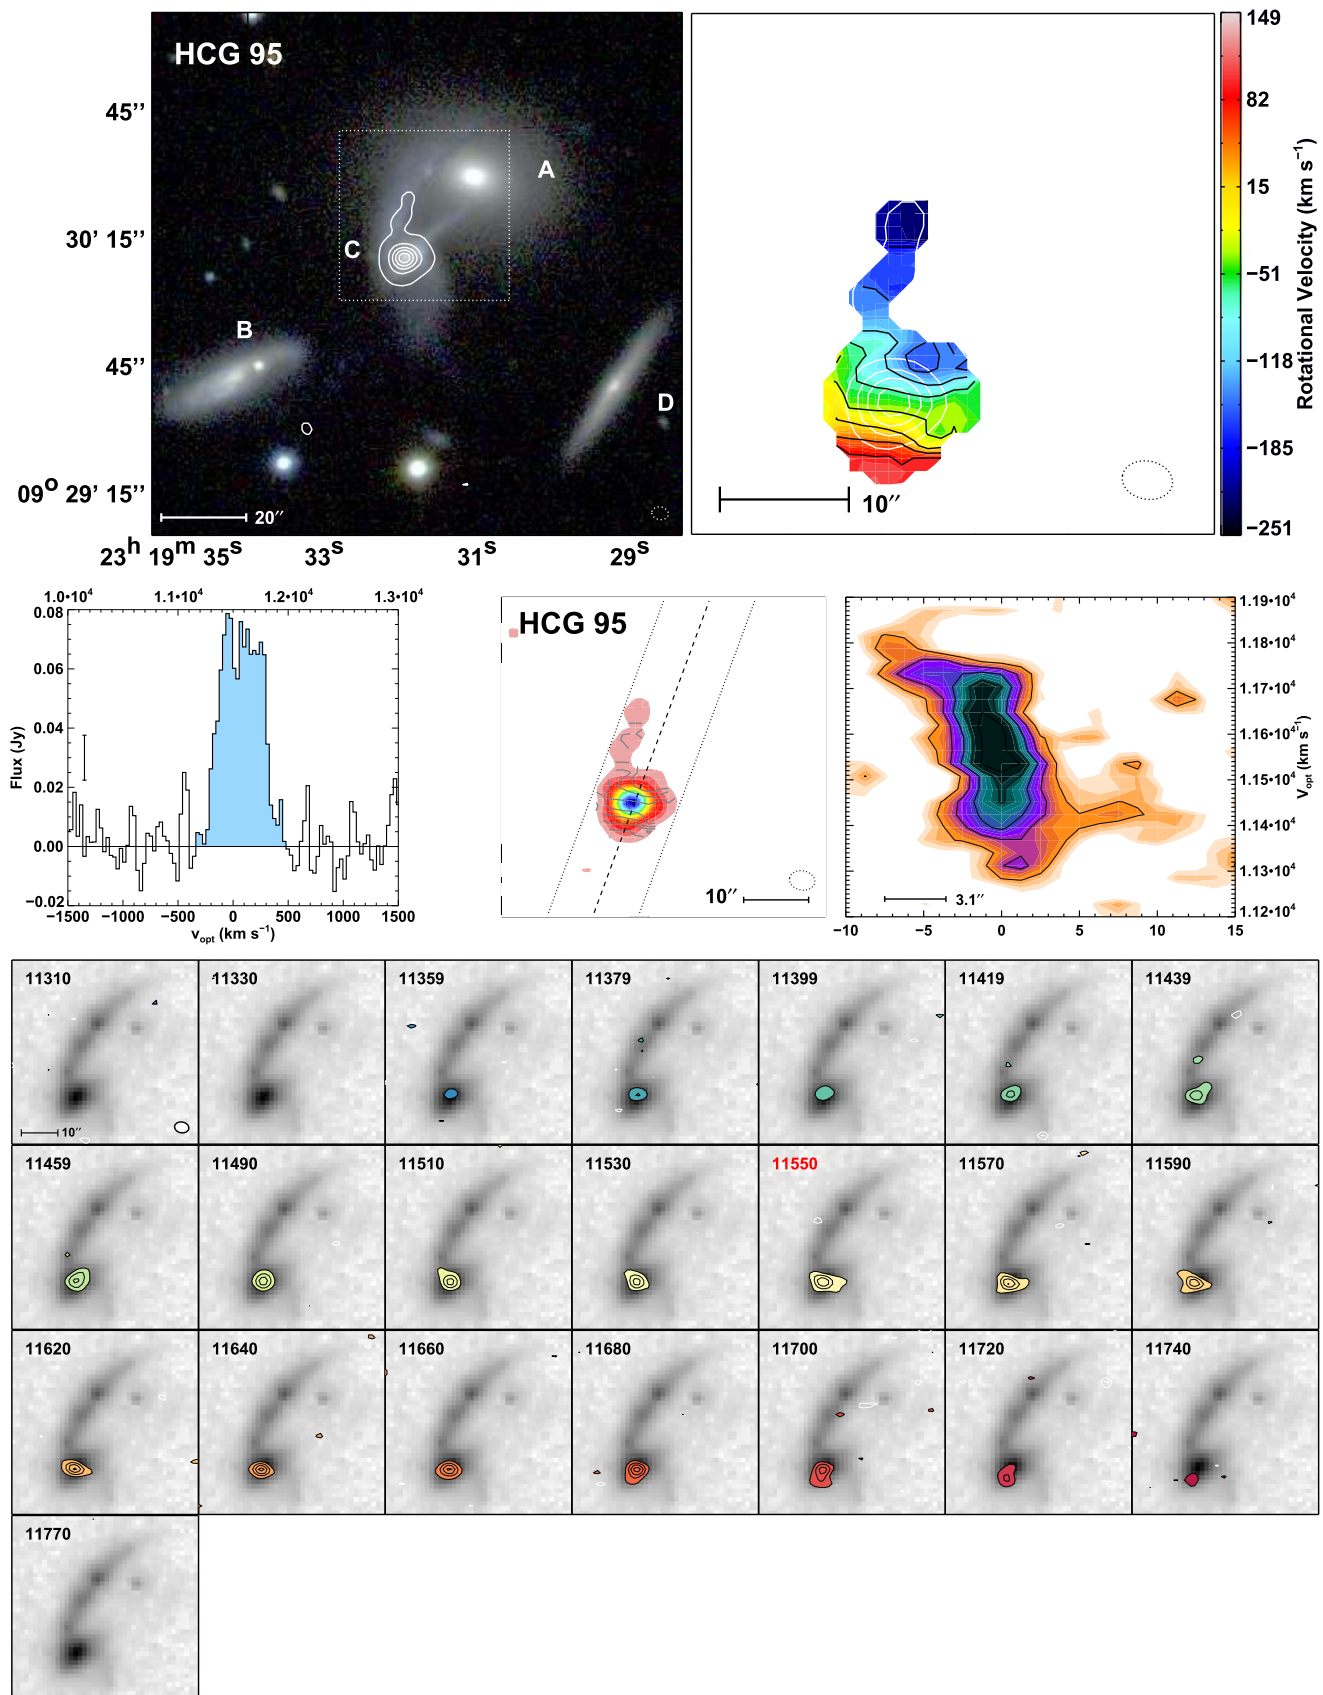 HCG 95
A
C
B
D
45′′
30' 15′′
45′′
09° 29' 15′′
20′′
23h 19m 35s 33s 31s 29s
10′′
149
82
15
−51
−118
−185
−251
Rotational Velocity (km s−1)
1.0•10⁴ 1.1•10⁴ 1.2•10⁴ 1.3•10⁴
0.08
0.06
0.04
0.02
0.00
−0.02
Flux (Jy)
−1500 −1000 −500 0 500 1000 1500
vopt (km s−1)
HCG 95
10′′
1.19•10⁴
1.18•10⁴
1.17•10⁴
1.16•10⁴
1.15•10⁴
1.14•10⁴
1.13•10⁴
1.12•10⁴
vopt (km s−1)
3.1′′
−10 −5 0 5 10 15
11310 11330 11359 11379 11399 11419 11439
10′′
11459 11490 11510 11530 11550 11570 11590
11620 11640 11660 11680 11700 11720 11740
11770